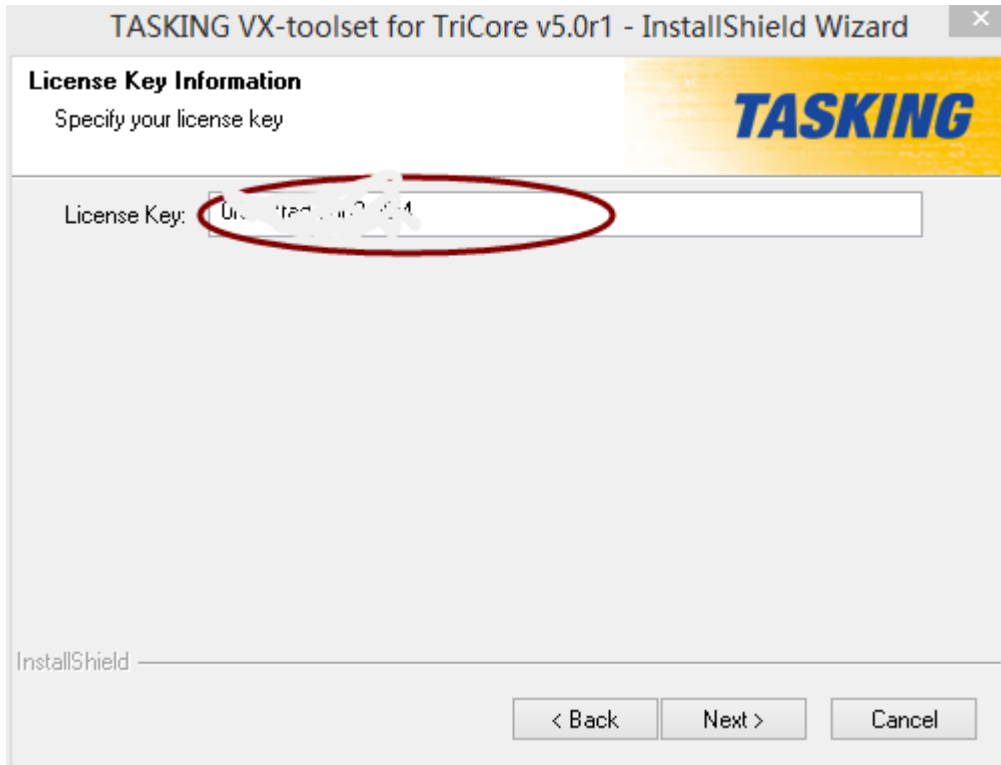 TASKING VX-toolset for TriCore v5.0r1 - InstallShield Wizard
License Key Information
Specify your license key
TASKING
License Key:
InstallShield
< Back Next > Cancel